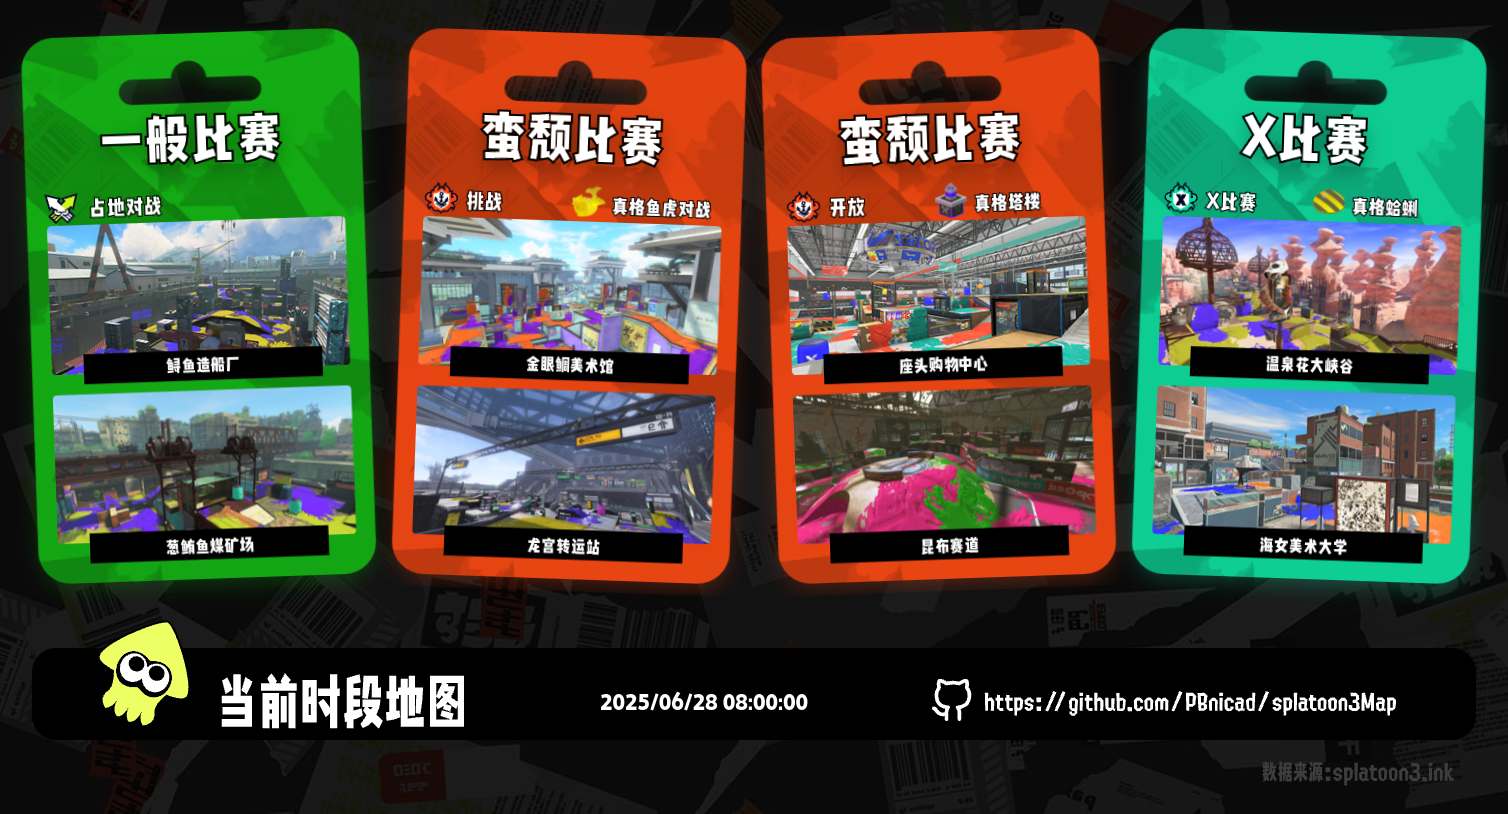 一般比赛
占地对战
鲟鱼造船厂
葱鲔鱼煤矿场
蛮颓比赛
挑战
真格鱼虎对战
金眼鲷美术馆
龙宫转运站
蛮颓比赛
开放
真格塔楼
座头购物中心
昆布赛道
X比赛
X比赛
真格蛤蜊
温泉花大峡谷
海女美术大学
当前时段地图
2025/06/28 08:00:00
https://github.com/PBnicad/splatoon3Map
数据来源:splatoon3.ink